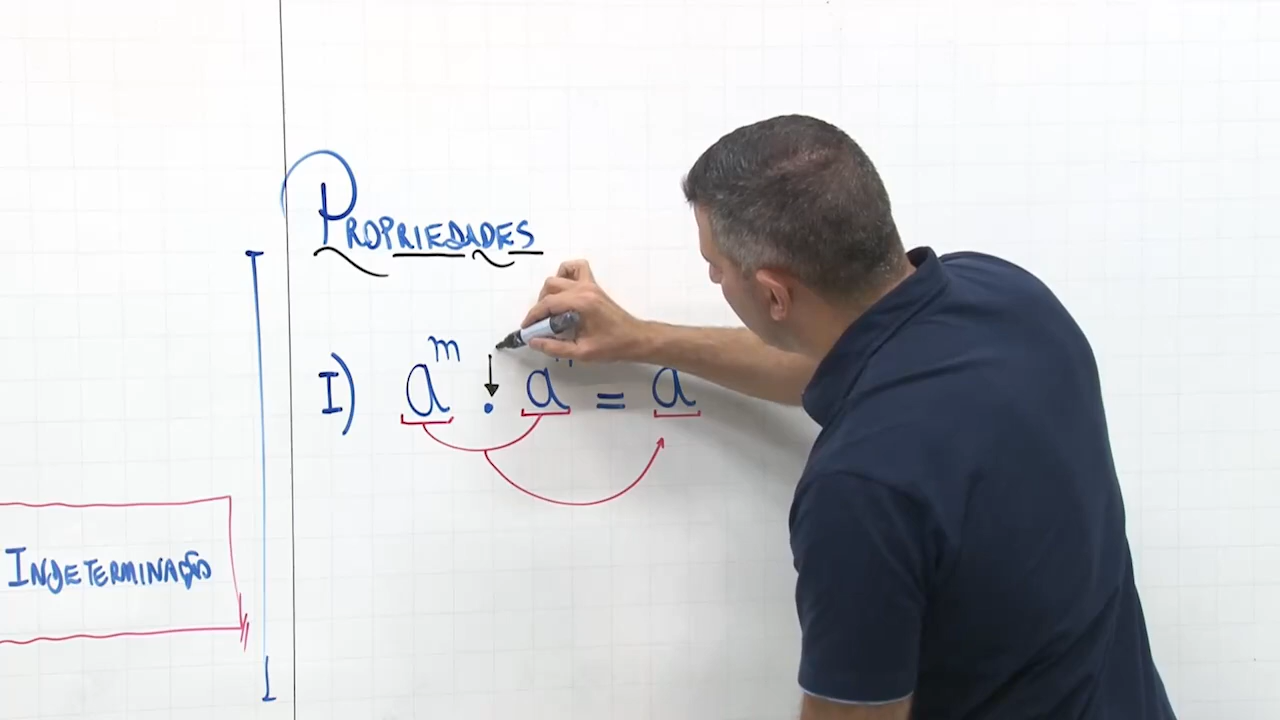 PROPRIEDADES
I) a^m . a = a
INDETERMINAÇÃO